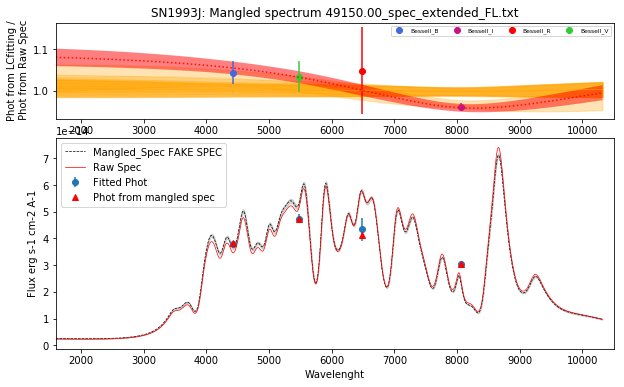 SN1993J: Mangled spectrum 49150.00_spec_extended_FL.txt
Phot from LCfitting /
Phot from Raw Spec
1.1
1.0
Bessell_B
Bessell_I
Bessell_R
Bessell_V
2000 3000 4000 5000 6000 7000 8000 9000 10000
1e−14
Flux erg s-1 cm-2 A-1
7
6
5
4
3
2
1
0
Mangled_Spec FAKE SPEC
Raw Spec
Fitted Phot
Phot from mangled spec
2000 3000 4000 5000 6000 7000 8000 9000 10000
Wavelenght